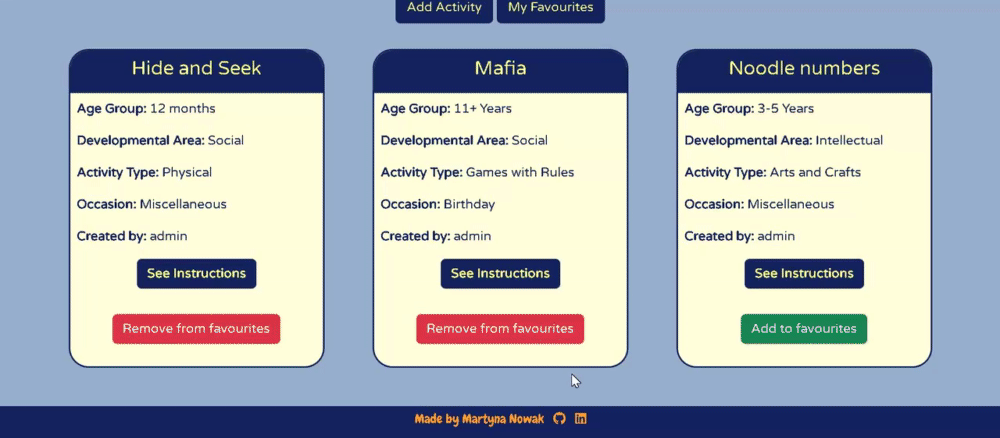 Add Activity
My Favourites
Hide and Seek
Age Group: 12 months
Developmental Area: Social
Activity Type: Physical
Occasion: Miscellaneous
Created by: admin
See Instructions
Remove from favourites
Mafia
Age Group: 11+ Years
Developmental Area: Social
Activity Type: Games with Rules
Occasion: Birthday
Created by: admin
See Instructions
Remove from favourites
Noodle numbers
Age Group: 3-5 Years
Developmental Area: Intellectual
Activity Type: Arts and Crafts
Occasion: Miscellaneous
Created by: admin
See Instructions
Add to favourites
Made by Martyna Nowak